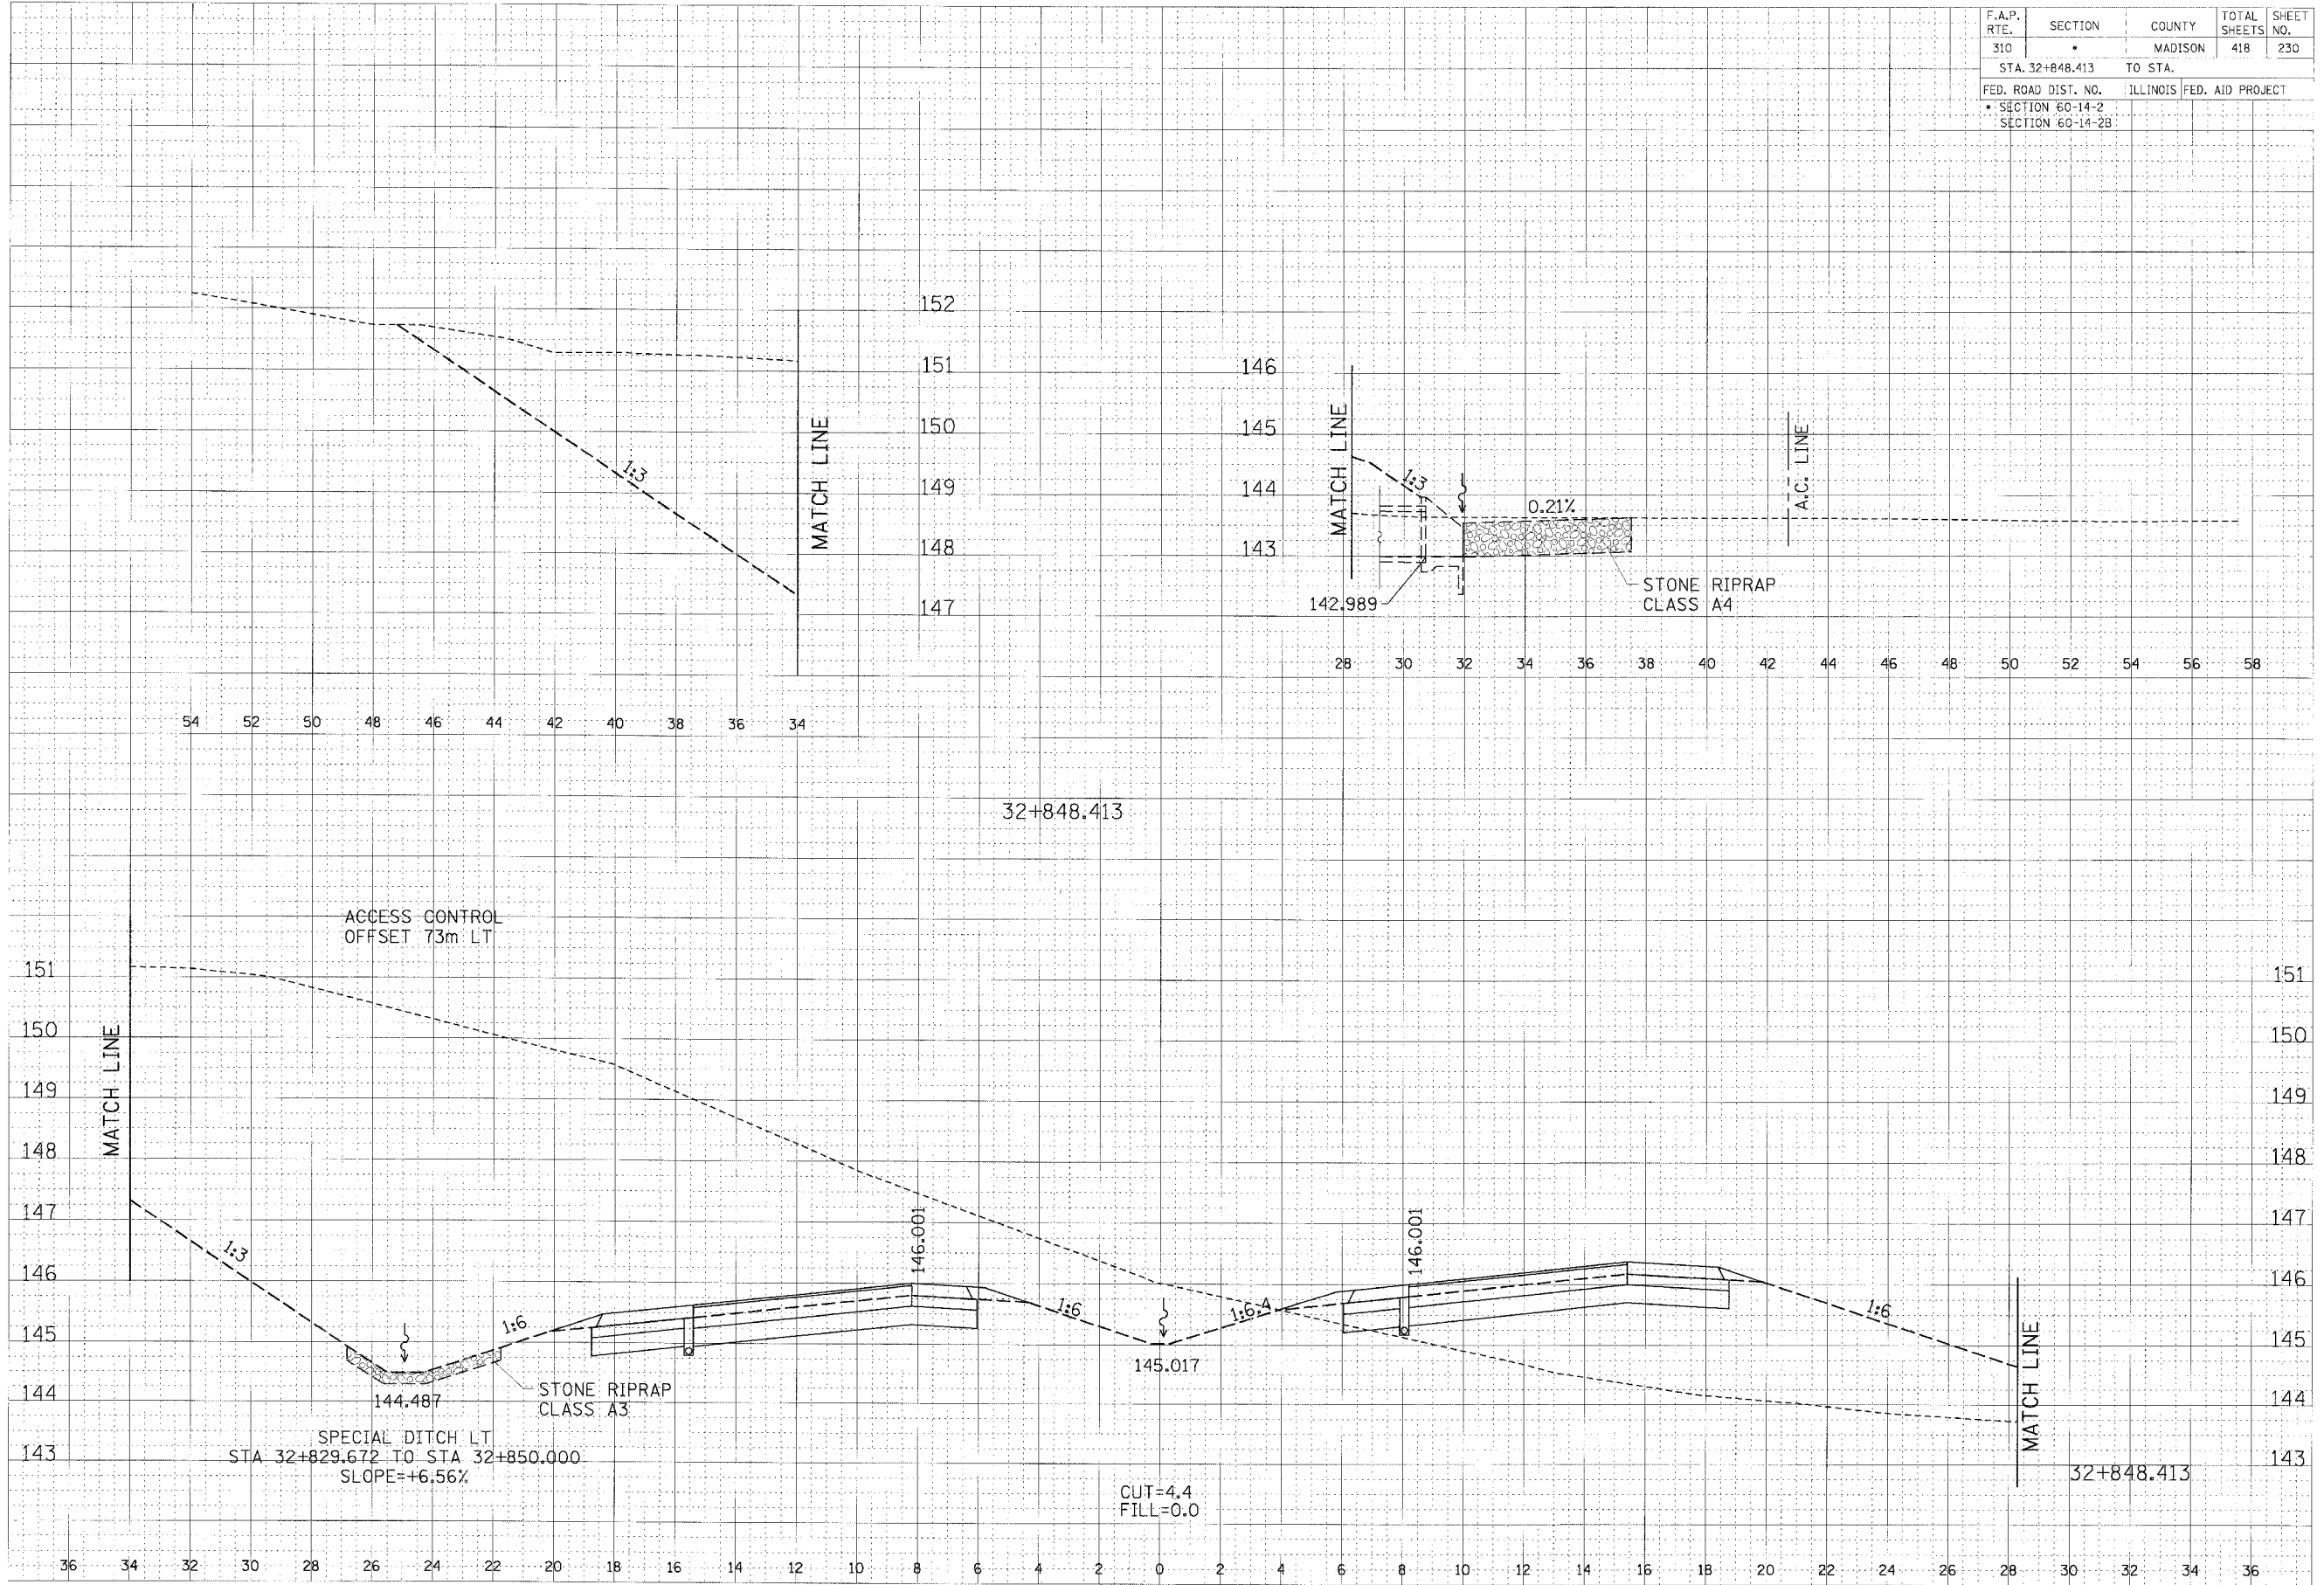 F.A.P. RTE. SECTION COUNTY TOTAL SHEETS SHEET NO.
310 * MADISON 418 230
STA. 32+848.413 TO STA.
FED. ROAD DIST. NO. ILLINOIS FED. AID PROJECT
* SECTION 60-14-2
SECTION 60-14-2B
152
151
150
149
148
147
1:3
MATCH LINE
54 52 50 48 46 44 42 40 38 36 34
146
145
144
143
MATCH LINE
1:3
0.21%
A.C. LINE
142.989
STONE RIPRAP
CLASS A4
28 30 32 34 36 38 40 42 44 46 48 50 52 54 56 58
32+848.413
ACCESS CONTROL
OFFSET 73m LT
151
150
149
148
147
146
145
144
143
MATCH LINE
1:3
1:6
146.001
1:6
1:6.4
146.001
1:6
145.017
144.487
STONE RIPRAP
CLASS A3
SPECIAL DITCH LT
STA 32+829.672 TO STA 32+850.000
SLOPE=+6.56%
CUT=4.4
FILL=0.0
MATCH LINE
32+848.413
151
150
149
148
147
146
145
144
143
36 34 32 30 28 26 24 22 20 18 16 14 12 10 8 6 4 2 0 2 4 6 8 10 12 14 16 18 20 22 24 26 28 30 32 34 36